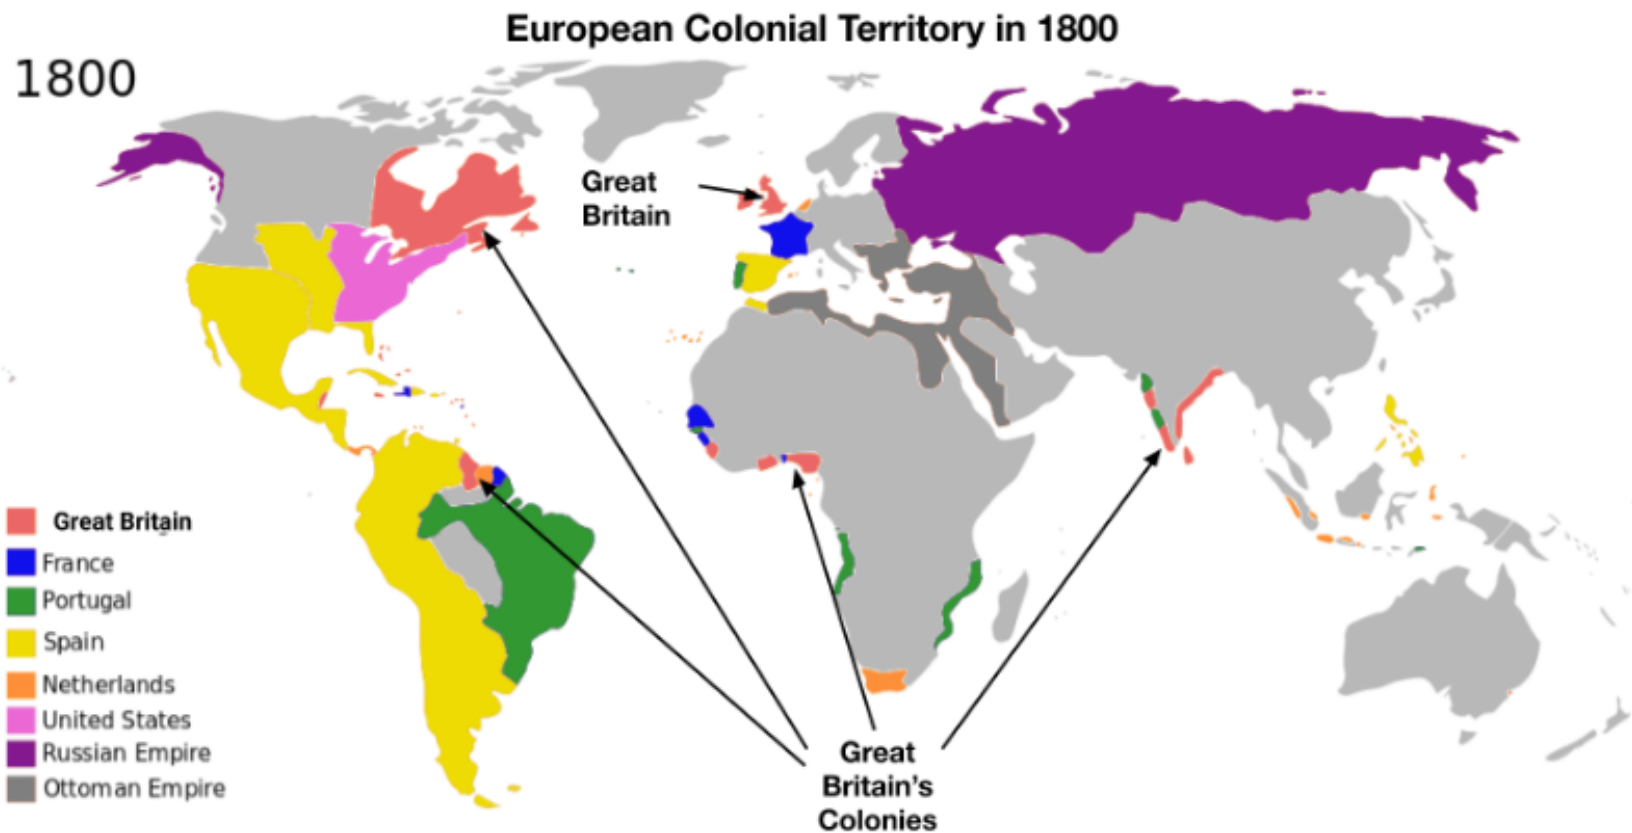 European Colonial Territory in 1800
1800
Great
Britain
Great Britain
France
Portugal
Spain
Netherlands
United States
Russian Empire
Ottoman Empire
Great
Britain's
Colonies